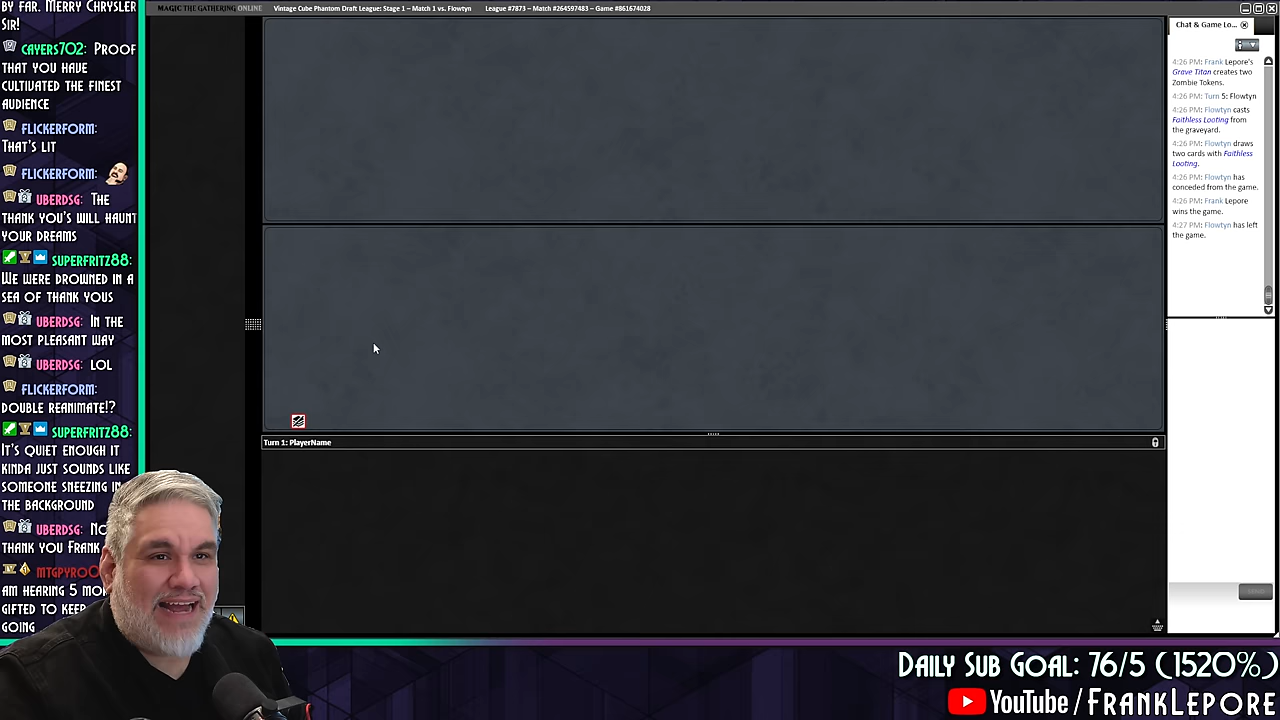 by far. Merry Chrysler
Sir!
cayers702: Proof
that you have
cultivated the finest
audience
flickerform:
That's lit
flickerform:
uberdsg: The
thank you's will haunt
your dreams
superfritz88:
We were drowned in a
sea of thank yous
uberdsg: In the
most pleasant way
uberdsg: LOL
flickerform:
double reanimate!?
superfritz88:
It's quiet enough it
kinda just sounds like
someone sneezing in
the background
uberdsg: No
thank you Frank
am hearing 5 mo
gifted to keep
going
MAGIC THE GATHERING ONLINE
Vintage Cube Phantom Draft League: Stage 1 – Match 1 vs. Flowtyn
League #7873 – Match #264597483 – Game #861674028
Turn 1: PlayerName
Chat & Game Lo...
4:26 PM: Frank Lepore's
Grave Titan creates two
Zombie Tokens.
4:26 PM: Turn 5: Flowtyn
4:26 PM: Flowtyn casts
Faithless Looting from
the graveyard.
4:26 PM: Flowtyn draws
two cards with Faithless
Looting.
4:26 PM: Flowtyn has
conceded from the game.
4:26 PM: Frank Lepore
wins the game.
4:27 PM: Flowtyn has left
the game.
SEND
Daily Sub Goal: 76/5 (1520%)
YouTube/FrankLepore